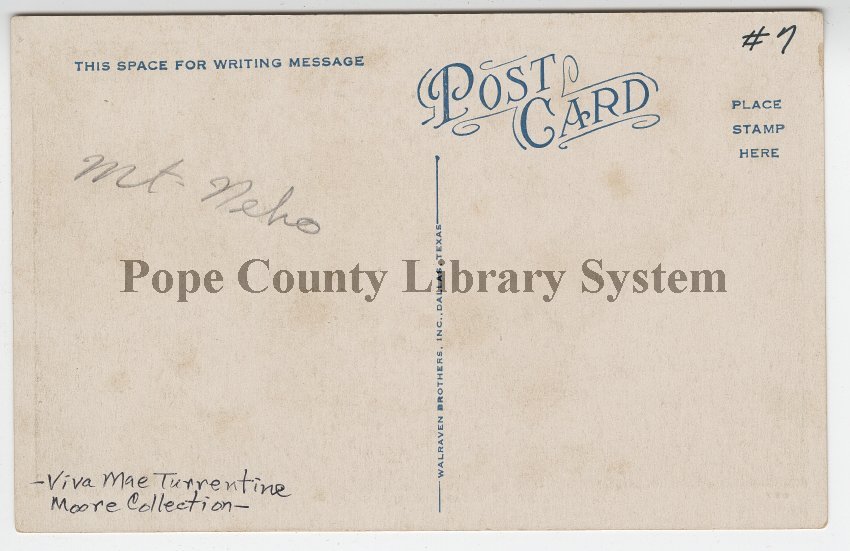 THIS SPACE FOR WRITING MESSAGE
POST CARD
#7
PLACE
STAMP
HERE
Mt. Nebo
Pope County Library System
WALRAVEN BROTHERS, INC., DALLAS, TEXAS
-Viva Mae Turrentine
Moore Collection-